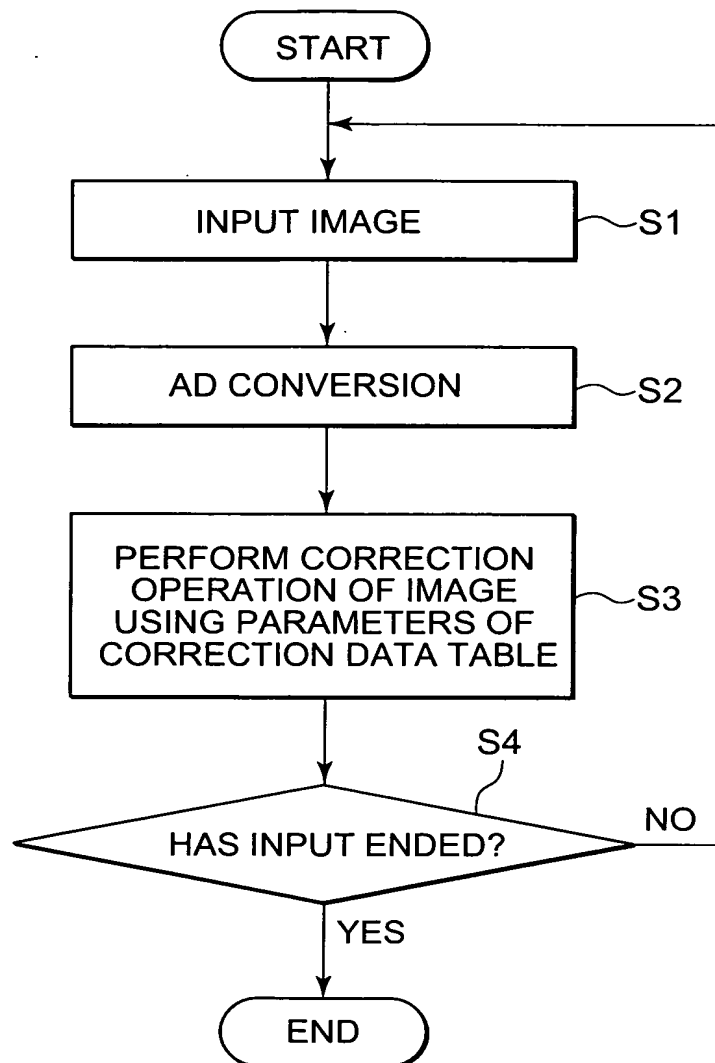 START
INPUT IMAGE
S1
AD CONVERSION
S2
PERFORM CORRECTION
OPERATION OF IMAGE
USING PARAMETERS OF
CORRECTION DATA TABLE
S3
S4
HAS INPUT ENDED?
NO
YES
END